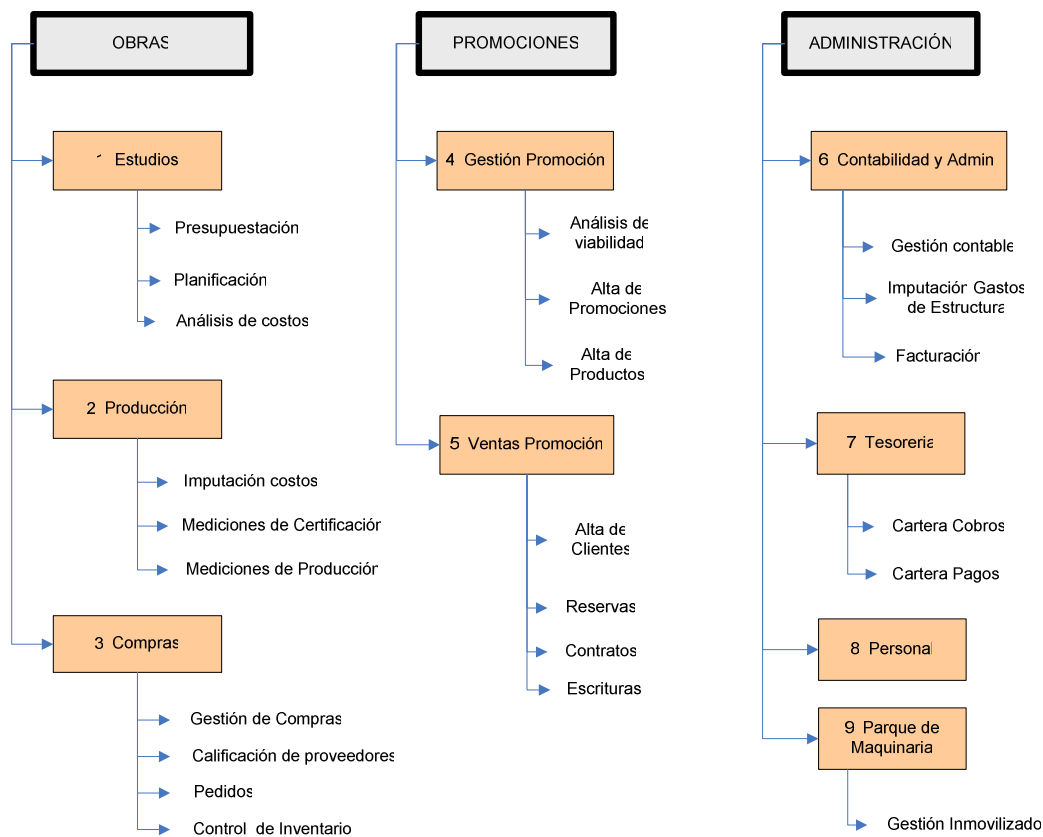 OBRAS
1 Estudios
Presupuestación
Planificación
Análisis de costos
2 Producción
Imputación costos
Mediciones de Certificación
Mediciones de Producción
3 Compras
Gestión de Compras
Calificación de proveedores
Pedidos
Control de Inventario
PROMOCIONES
4 Gestión Promoción
Análisis de
viabilidad
Alta de
Promociones
Alta de
Productos
5 Ventas Promoción
Alta de
Clientes
Reservas
Contratos
Escrituras
ADMINISTRACIÓN
6 Contabilidad y Admin
Gestión contable
Imputación Gastos
de Estructura
Facturación
7 Tesoreria
Cartera Cobros
Cartera Pagos
8 Personal
9 Parque de
Maquinaria
Gestión Inmovilizado